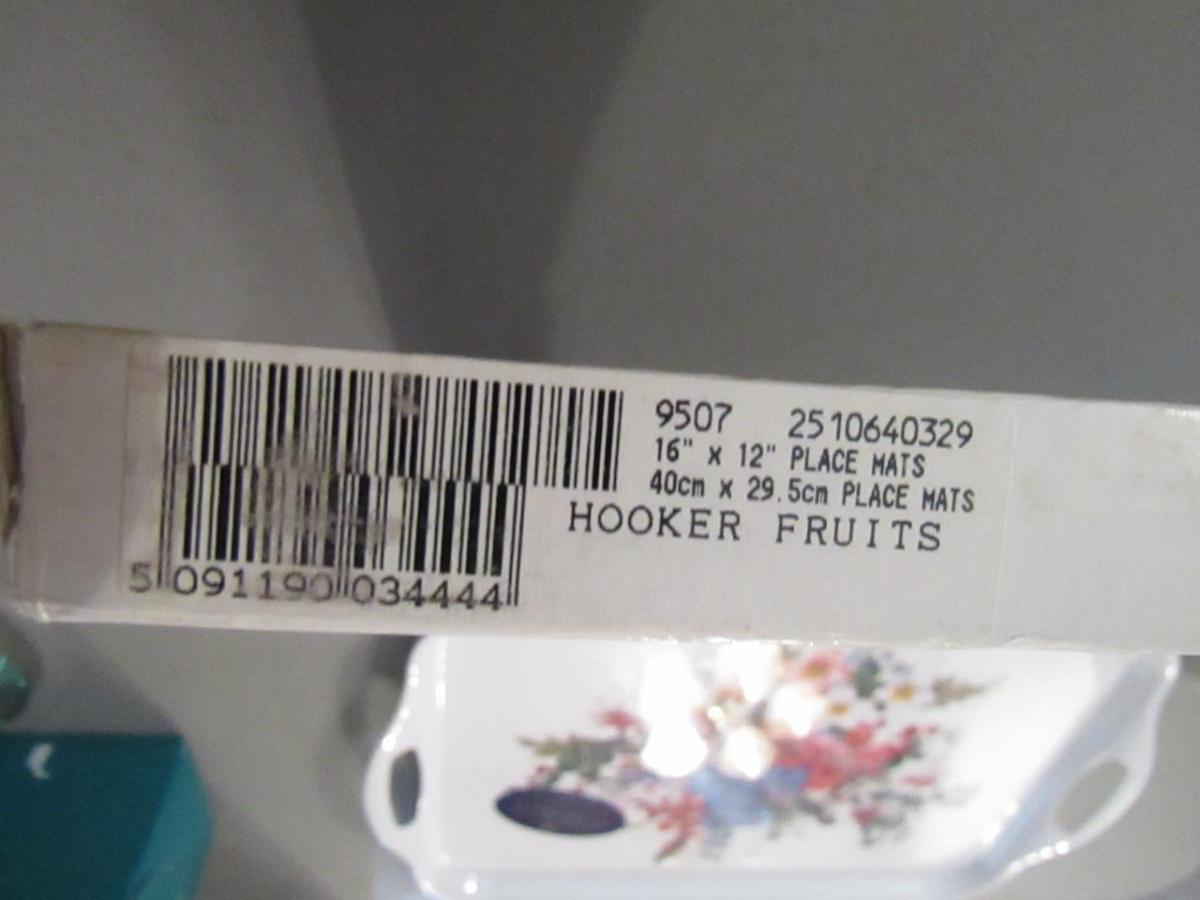 9507 2510640329
16" x 12" PLACE MATS
40cm x 29.5cm PLACE MATS
HOOKER FRUITS
5 091190 034444